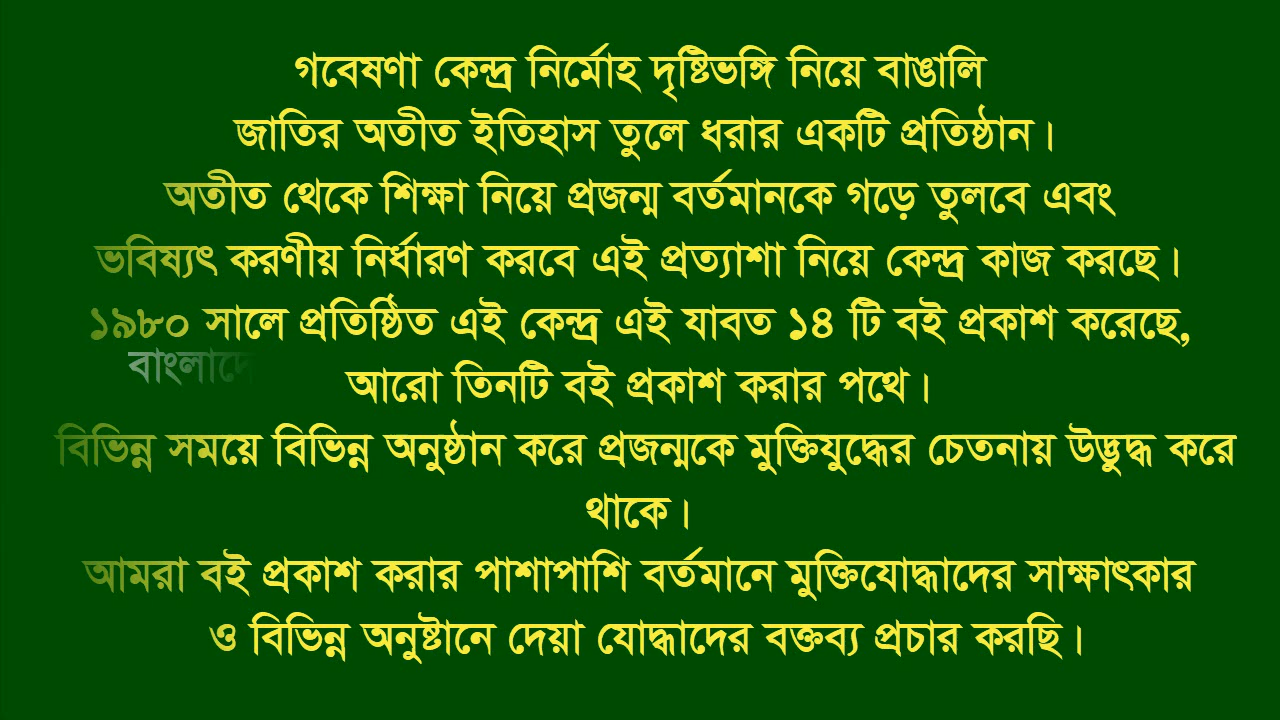 গবেষণা কেন্দ্র নির্মোহ দৃষ্টিভঙ্গি নিয়ে বাঙালি
জাতির অতীত ইতিহাস তুলে ধরার একটি প্রতিষ্ঠান।
অতীত থেকে শিক্ষা নিয়ে প্রজন্ম বর্তমানকে গড়ে তুলবে এবং
ভবিষ্যৎ করণীয় নির্ধারণ করবে এই প্রত্যাশা নিয়ে কেন্দ্র কাজ করছে।
১৯৮০ সালে প্রতিষ্ঠিত এই কেন্দ্র এই যাবত ১৪ টি বই প্রকাশ করেছে,
আরো তিনটি বই প্রকাশ করার পথে।
বিভিন্ন সময়ে বিভিন্ন অনুষ্ঠান করে প্রজন্মকে মুক্তিযুদ্ধের চেতনায় উদ্ভুদ্ধ করে
থাকে।
আমরা বই প্রকাশ করার পাশাপাশি বর্তমানে মুক্তিযোদ্ধাদের সাক্ষাৎকার
ও বিভিন্ন অনুষ্টানে দেয়া যোদ্ধাদের বক্তব্য প্রচার করছি।